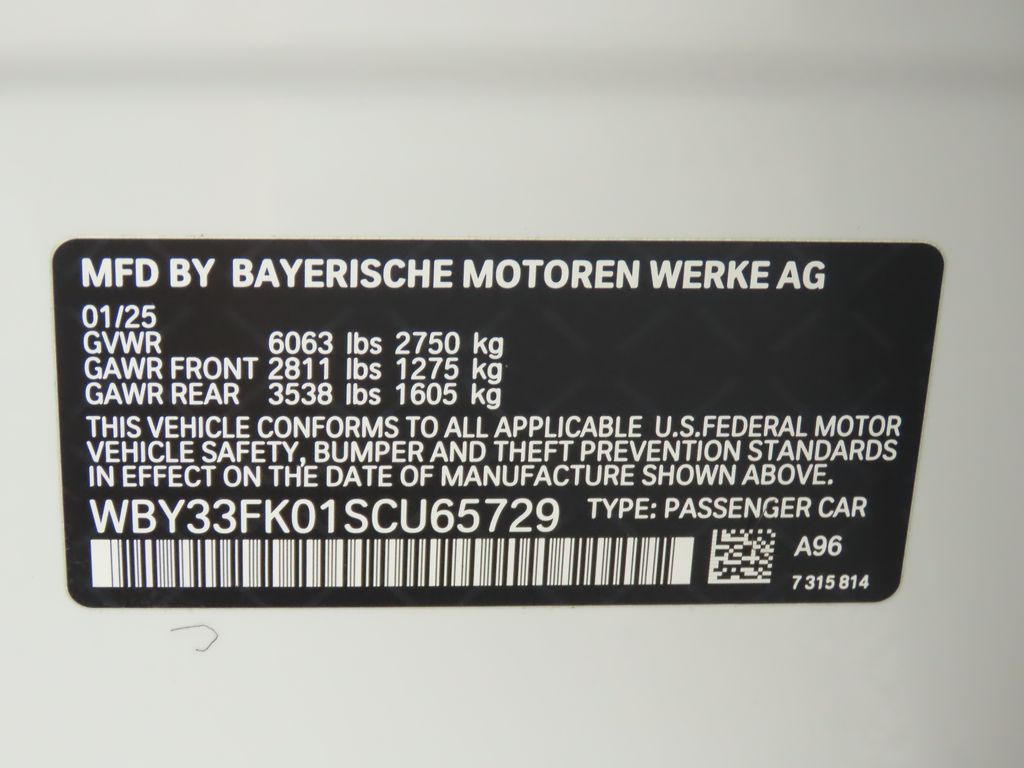 MFD BY BAYERISCHE MOTOREN WERKE AG
01/25
GVWR 6063 lbs 2750 kg
GAWR FRONT 2811 lbs 1275 kg
GAWR REAR 3538 lbs 1605 kg
THIS VEHICLE CONFORMS TO ALL APPLICABLE U.S.FEDERAL MOTOR
VEHICLE SAFETY, BUMPER AND THEFT PREVENTION STANDARDS
IN EFFECT ON THE DATE OF MANUFACTURE SHOWN ABOVE.
WBY33FK01SCU65729 TYPE: PASSENGER CAR
A96
7 315 814